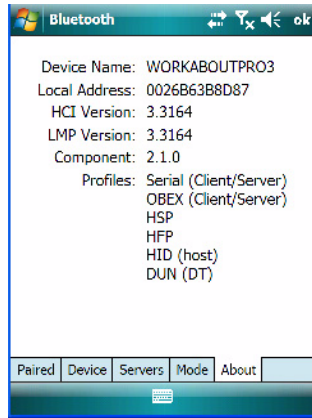 Bluetooth ok
Device Name: WORKABOUTPRO3
Local Address: 0026B63B8D87
HCI Version: 3.3164
LMP Version: 3.3164
Component: 2.1.0
Profiles: Serial (Client/Server)
OBEX (Client/Server)
HSP
HFP
HID (host)
DUN (DT)
Paired Device Servers Mode About